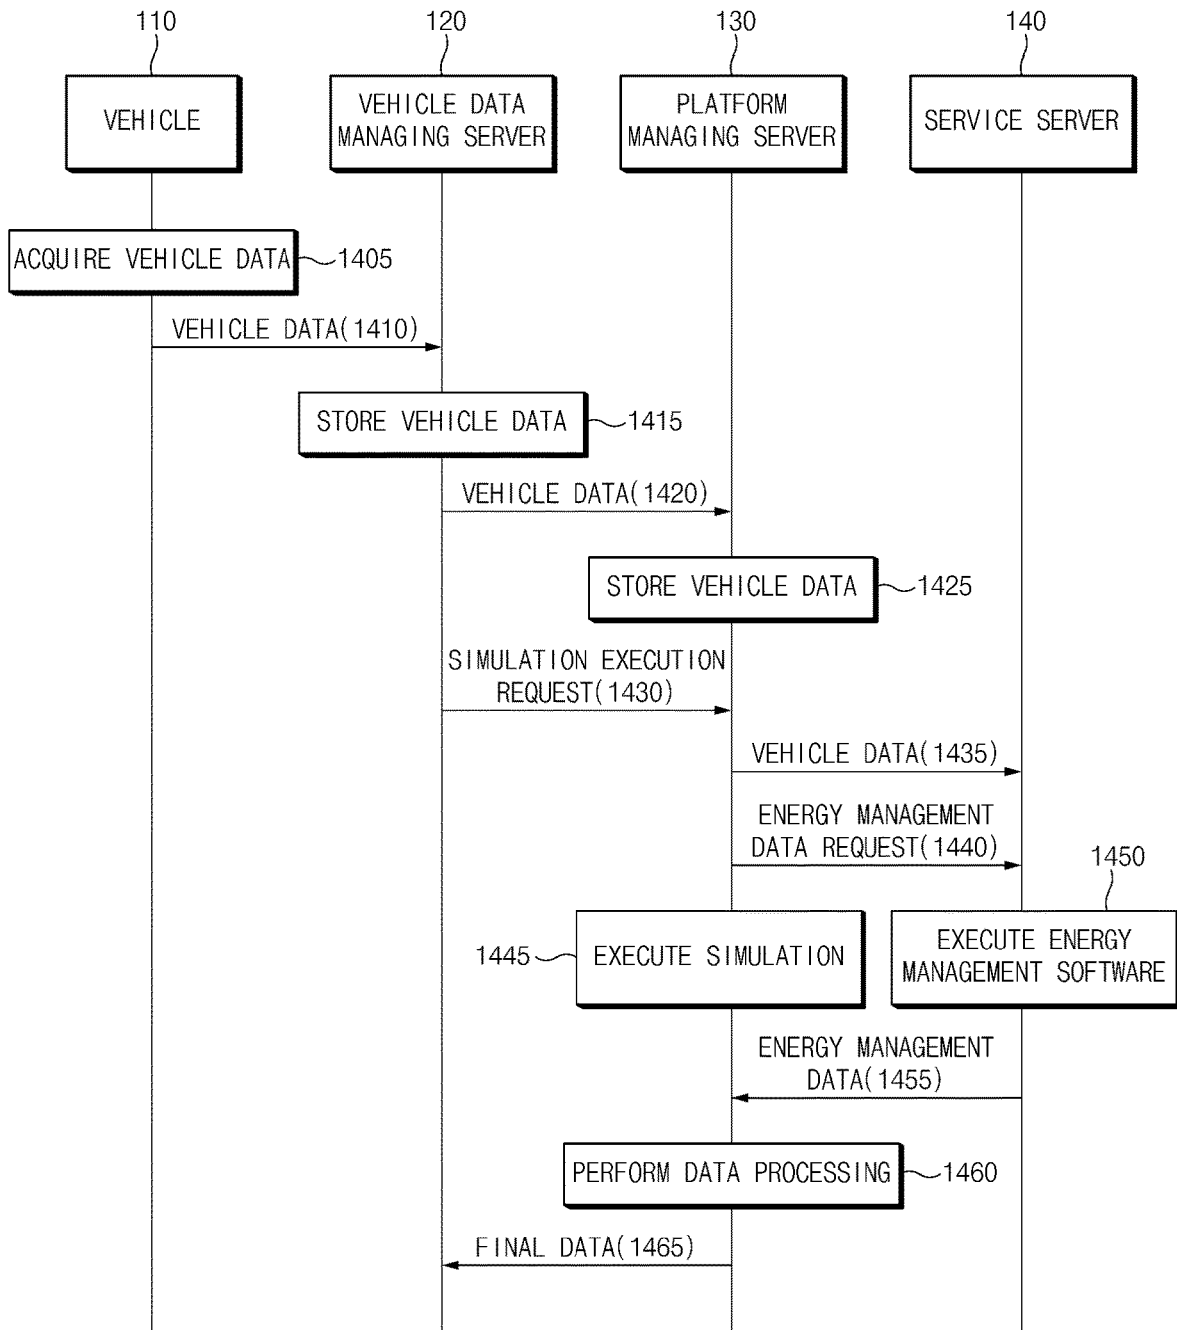 110
120
130
140
VEHICLE
VEHICLE DATA
MANAGING SERVER
PLATFORM
MANAGING SERVER
SERVICE SERVER
ACQUIRE VEHICLE DATA
1405
VEHICLE DATA(1410)
STORE VEHICLE DATA
1415
VEHICLE DATA(1420)
STORE VEHICLE DATA
1425
SIMULATION EXECUTION
REQUEST(1430)
VEHICLE DATA(1435)
ENERGY MANAGEMENT
DATA REQUEST(1440)
1450
1445
EXECUTE SIMULATION
EXECUTE ENERGY
MANAGEMENT SOFTWARE
ENERGY MANAGEMENT
DATA(1455)
PERFORM DATA PROCESSING
1460
FINAL DATA(1465)